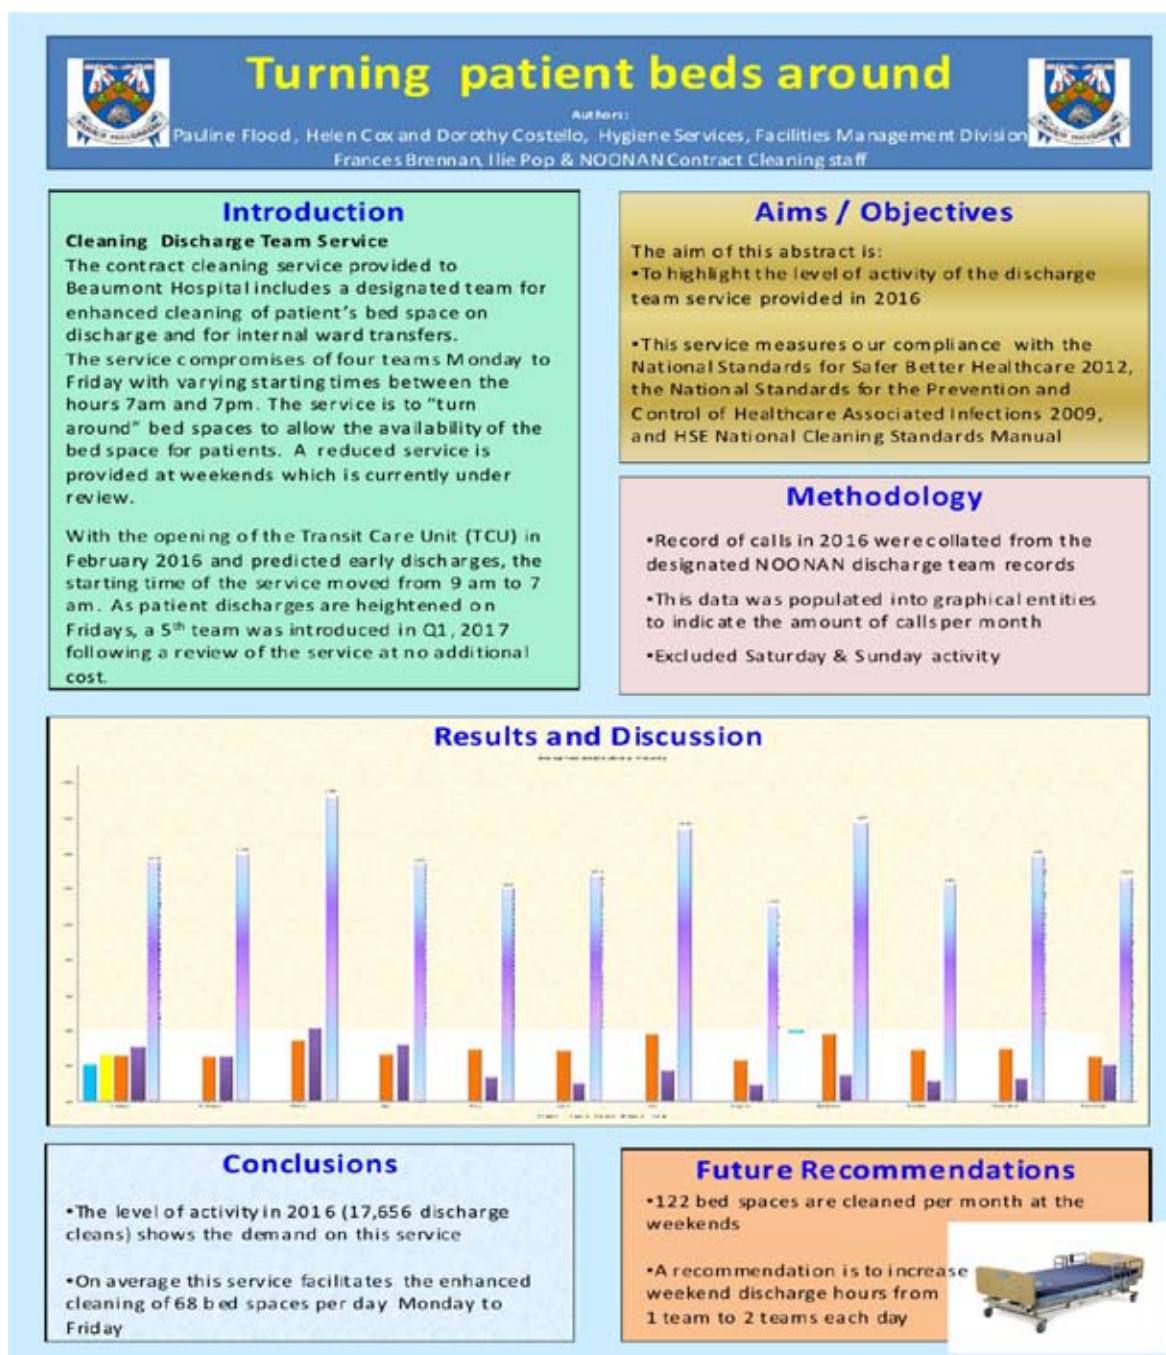 Turning patient beds around
Authors:
Pauline Flood, Helen Cox and Dorothy Costello, Hygiene Services, Facilities Management Division
Frances Brennan, Ilie Pop & NOONAN Contract Cleaning staff
Introduction
Cleaning Discharge Team Service
The contract cleaning service provided to
Beaumont Hospital includes a designated team for
enhanced cleaning of patient's bed space on
discharge and for internal ward transfers.
The service compromises of four teams Monday to
Friday with varying starting times between the
hours 7am and 7pm. The service is to "turn
around" bed spaces to allow the availability of the
bed space for patients. A reduced service is
provided at weekends which is currently under
review.
With the opening of the Transit Care Unit (TCU) in
February 2016 and predicted early discharges, the
starting time of the service moved from 9 am to 7
am. As patient discharges are heightened on
Fridays, a 5th team was introduced in Q1, 2017
following a review of the service at no additional
cost.
Aims / Objectives
The aim of this abstract is:
•To highlight the level of activity of the discharge
team service provided in 2016
•This service measures our compliance with the
National Standards for Safer Better Healthcare 2012,
the National Standards for the Prevention and
Control of Healthcare Associated Infections 2009,
and HSE National Cleaning Standards Manual
Methodology
•Record of calls in 2016 were collated from the
designated NOONAN discharge team records
•This data was populated into graphical entities
to indicate the amount of calls per month
•Excluded Saturday & Sunday activity
Results and Discussion
Conclusions
•The level of activity in 2016 (17,656 discharge
cleans) shows the demand on this service
•On average this service facilitates the enhanced
cleaning of 68 bed spaces per day Monday to
Friday
Future Recommendations
•122 bed spaces are cleaned per month at the
weekends
•A recommendation is to increase
weekend discharge hours from
1 team to 2 teams each day